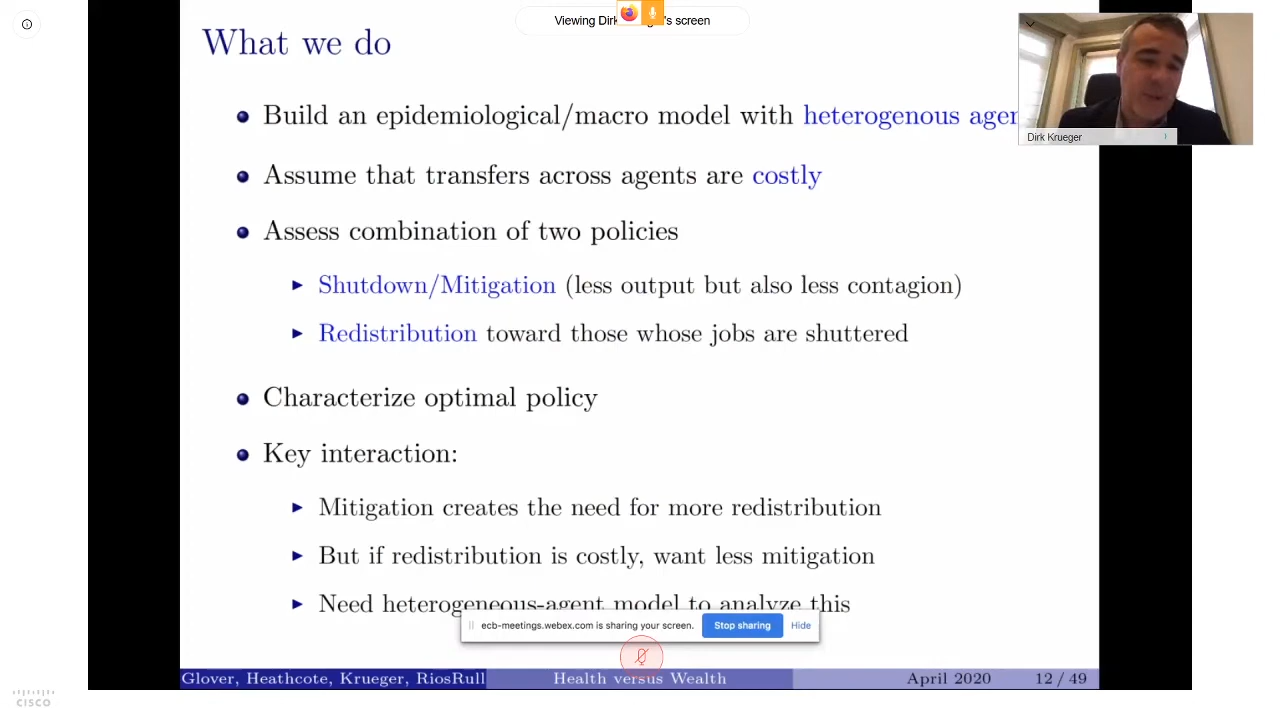 Viewing Dirk 's screen
What we do
Build an epidemiological/macro model with heterogenous
Dirk Krueger
Assume that transfers across agents are costly
Assess combination of two policies
Shutdown/Mitigation (less output but also less contagion)
Redistribution toward those whose jobs are shuttered
Characterize optimal policy
Key interaction:
Mitigation creates the need for more redistribution
But if redistribution is costly, want less mitigation
Need heterogeneous-agent model to analyze this
ecb-meetings.webex.com is sharing your screen. Stop sharing Hide
Glover, Heathcote, Krueger, RiosRull Health versus Wealth April 2020 12 / 49
CISCO